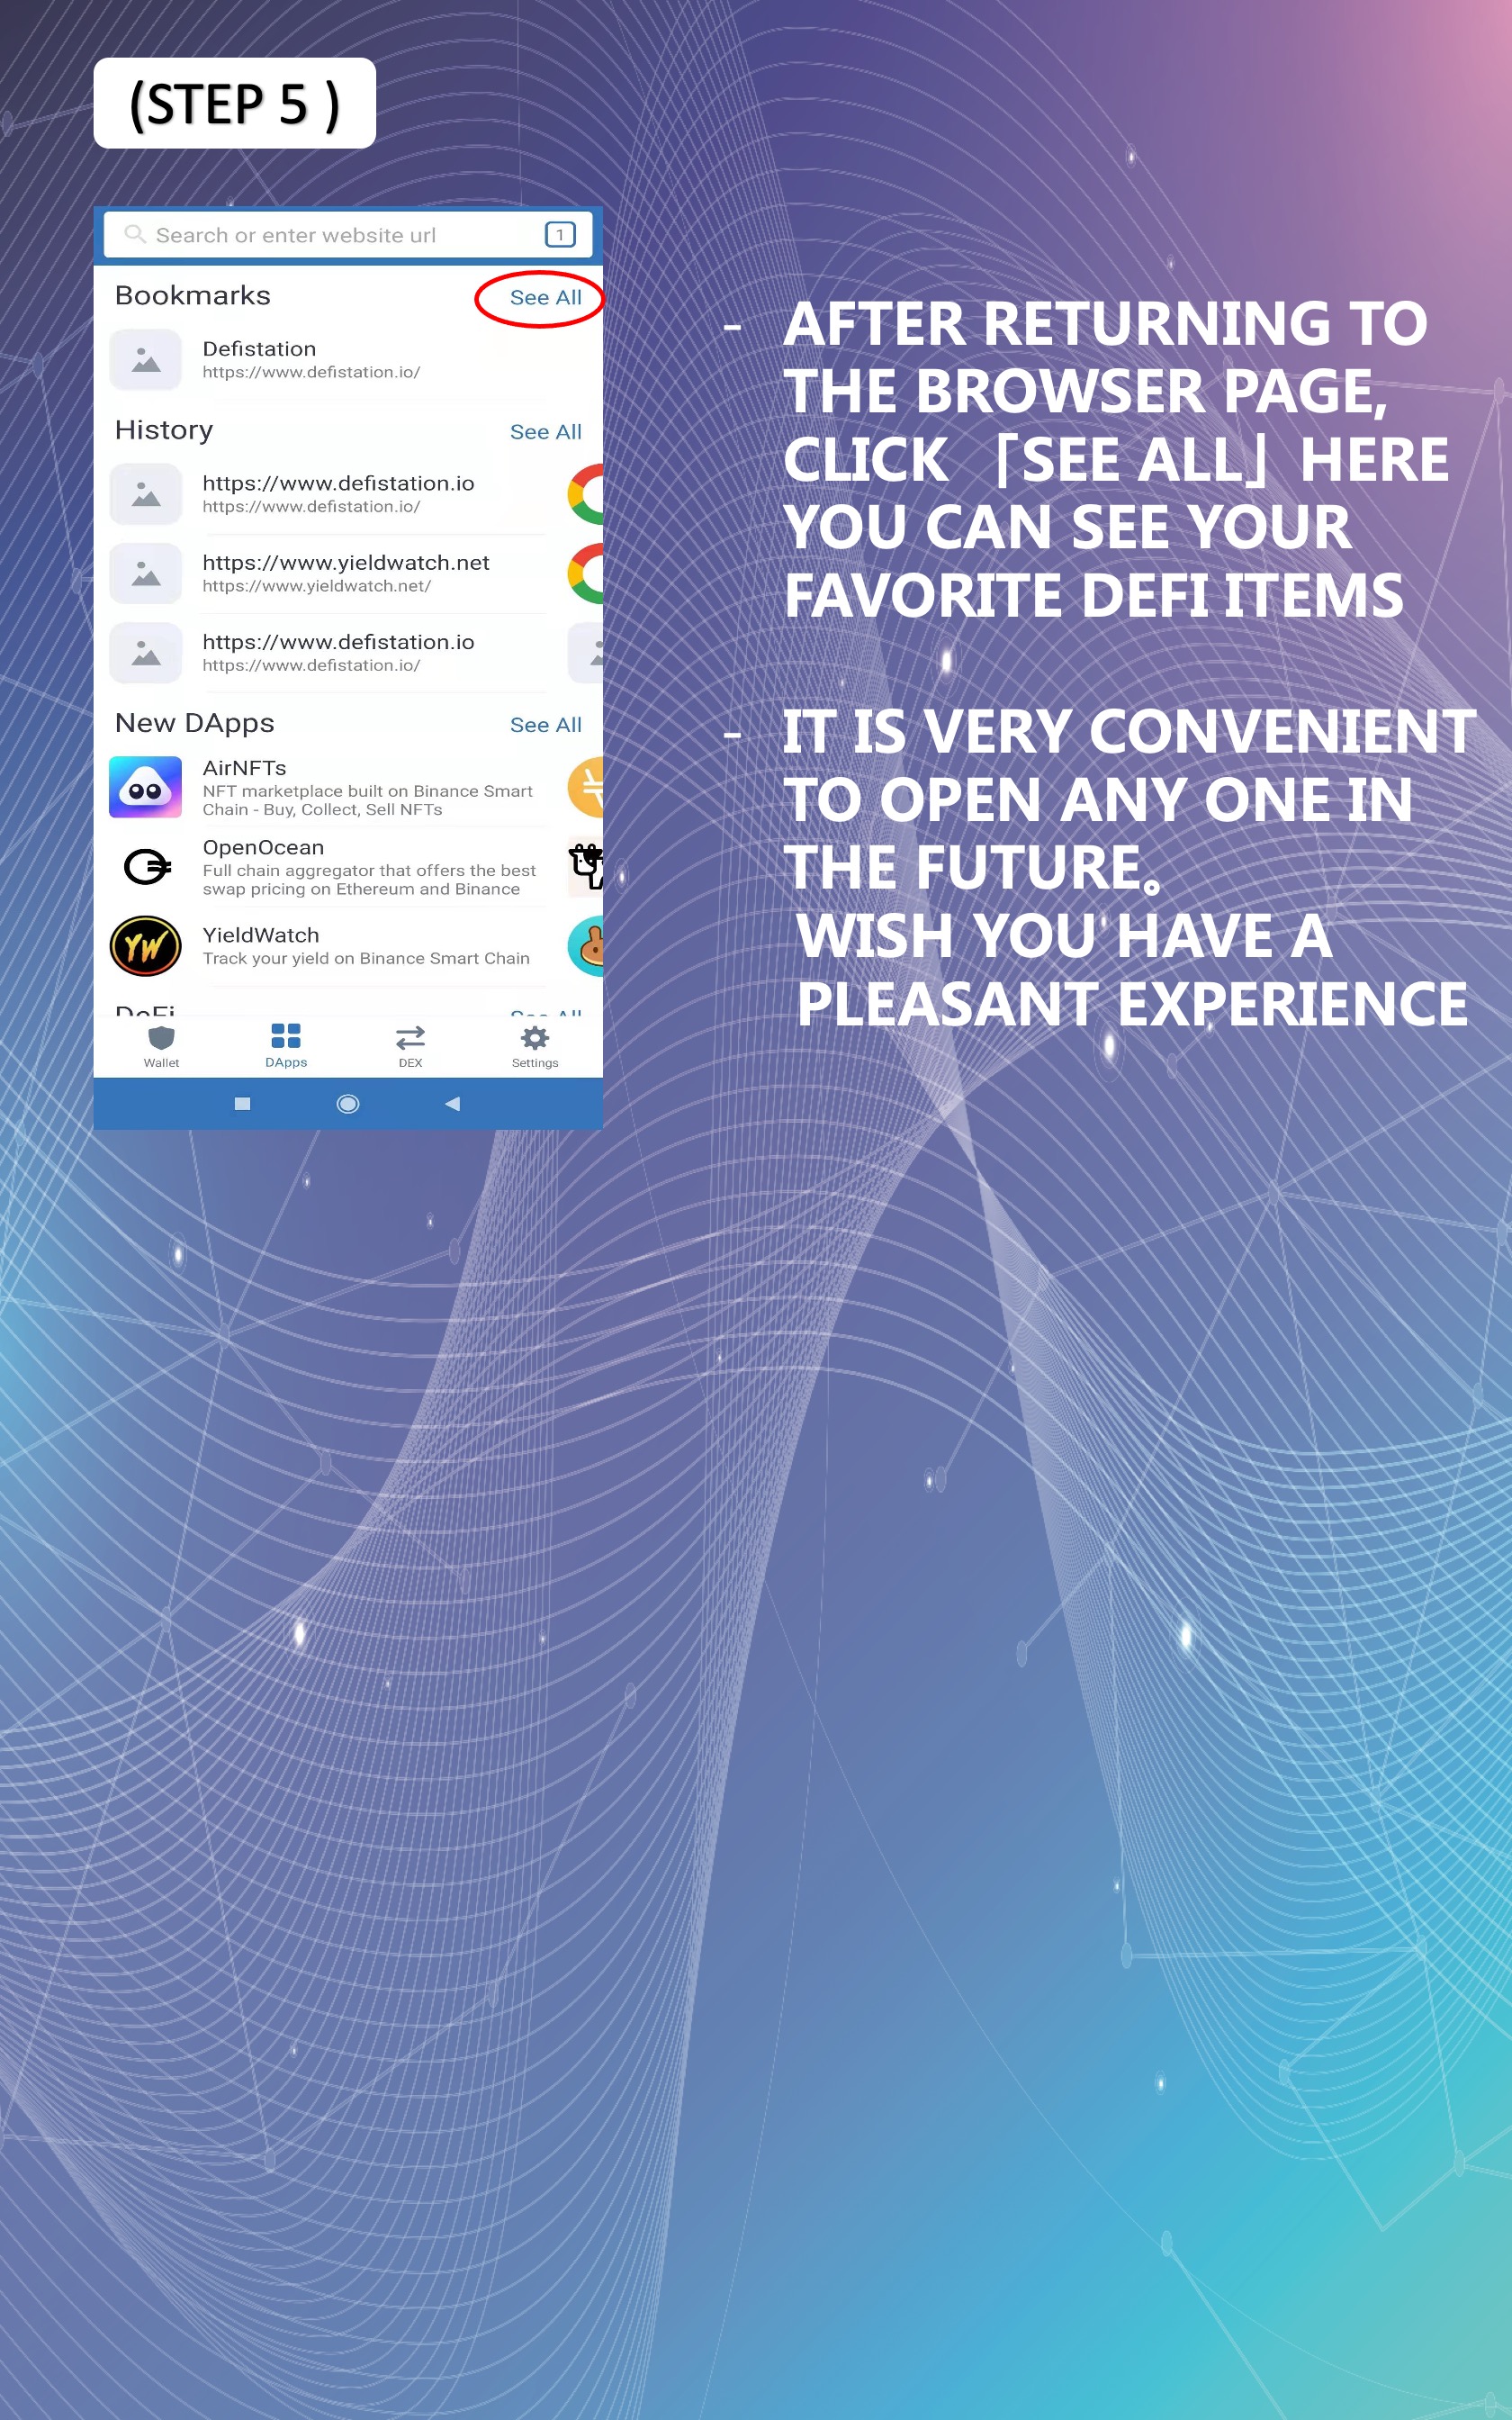 (STEP 5 )
Search or enter website url
1
Bookmarks
See All
Defistation
https://www.defistation.io/
History
See All
https://www.defistation.io
https://www.defistation.io/
https://www.yieldwatch.net
https://www.yieldwatch.net/
https://www.defistation.io
https://www.defistation.io/
New DApps
See All
AirNFTs
NFT marketplace built on Binance Smart
Chain - Buy, Collect, Sell NFTs
OpenOcean
Full chain aggregator that offers the best
swap pricing on Ethereum and Binance
YW
YieldWatch
Track your yield on Binance Smart Chain
DeFi
See All
Wallet
DApps
DEX
Settings
- AFTER RETURNING TO
THE BROWSER PAGE,
CLICK 「SEE ALL」 HERE
YOU CAN SEE YOUR
FAVORITE DEFI ITEMS
- IT IS VERY CONVENIENT
TO OPEN ANY ONE IN
THE FUTURE。
WISH YOU HAVE A
PLEASANT EXPERIENCE